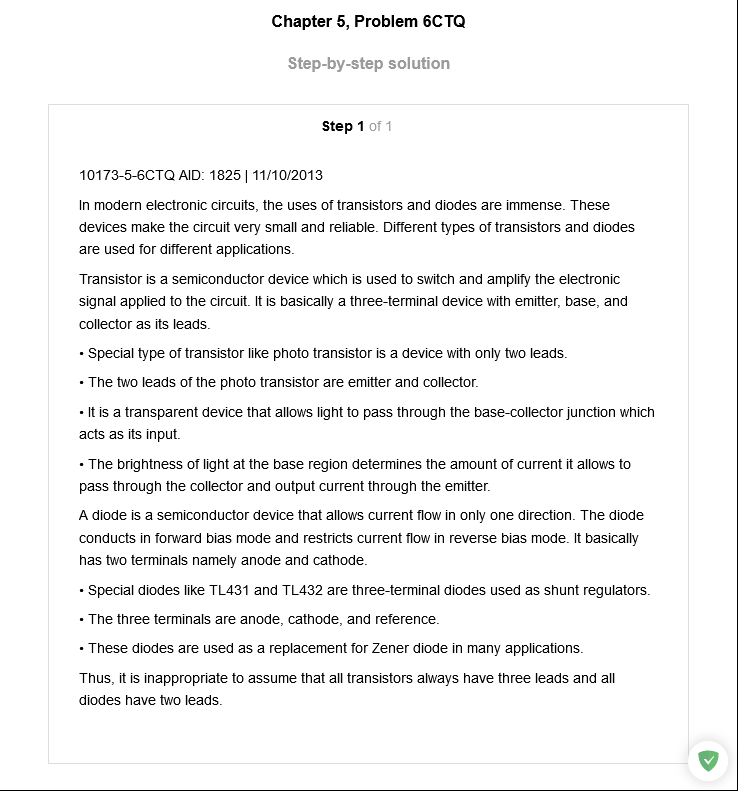 Chapter 5, Problem 6CTQ
Step-by-step solution
Step 1 of 1
10173-5-6CTQ AID: 1825 | 11/10/2013
In modern electronic circuits, the uses of transistors and diodes are immense. These
devices make the circuit very small and reliable. Different types of transistors and diodes
are used for different applications.
Transistor is a semiconductor device which is used to switch and amplify the electronic
signal applied to the circuit. It is basically a three-terminal device with emitter, base, and
collector as its leads.
• Special type of transistor like photo transistor is a device with only two leads.
• The two leads of the photo transistor are emitter and collector.
• It is a transparent device that allows light to pass through the base-collector junction which
acts as its input.
• The brightness of light at the base region determines the amount of current it allows to
pass through the collector and output current through the emitter.
A diode is a semiconductor device that allows current flow in only one direction. The diode
conducts in forward bias mode and restricts current flow in reverse bias mode. It basically
has two terminals namely anode and cathode.
• Special diodes like TL431 and TL432 are three-terminal diodes used as shunt regulators.
• The three terminals are anode, cathode, and reference.
• These diodes are used as a replacement for Zener diode in many applications.
Thus, it is inappropriate to assume that all transistors always have three leads and all
diodes have two leads.